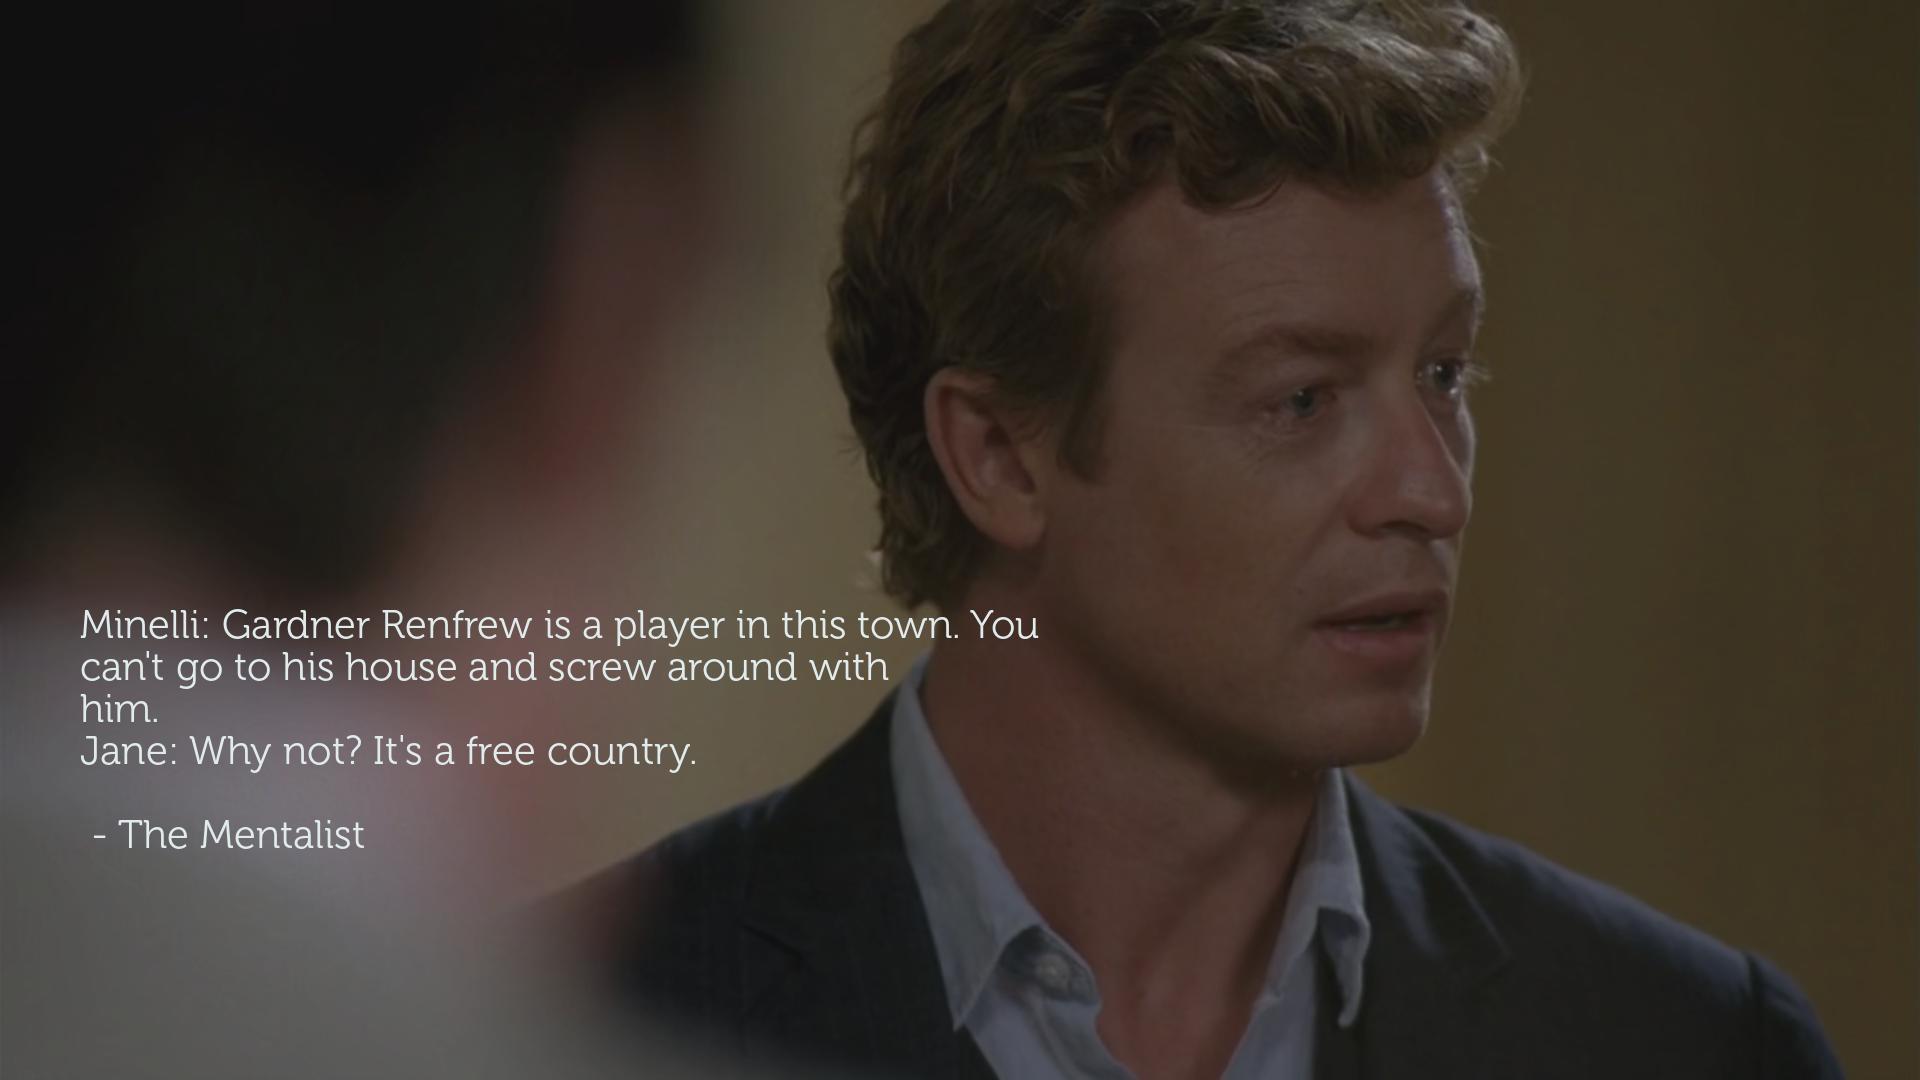 Minelli: Gardner Renfrew is a player in this town. You
can't go to his house and screw around with
him.
Jane: Why not? It's a free country.
- The Mentalist